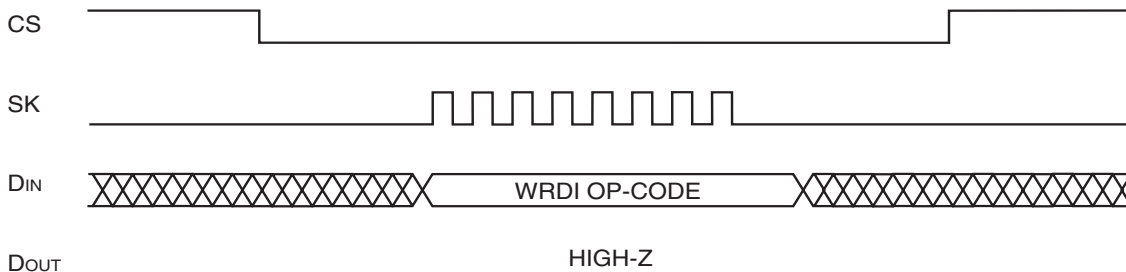 CS
SK
DIN
WRDI OP-CODE
DOUT
HIGH-Z